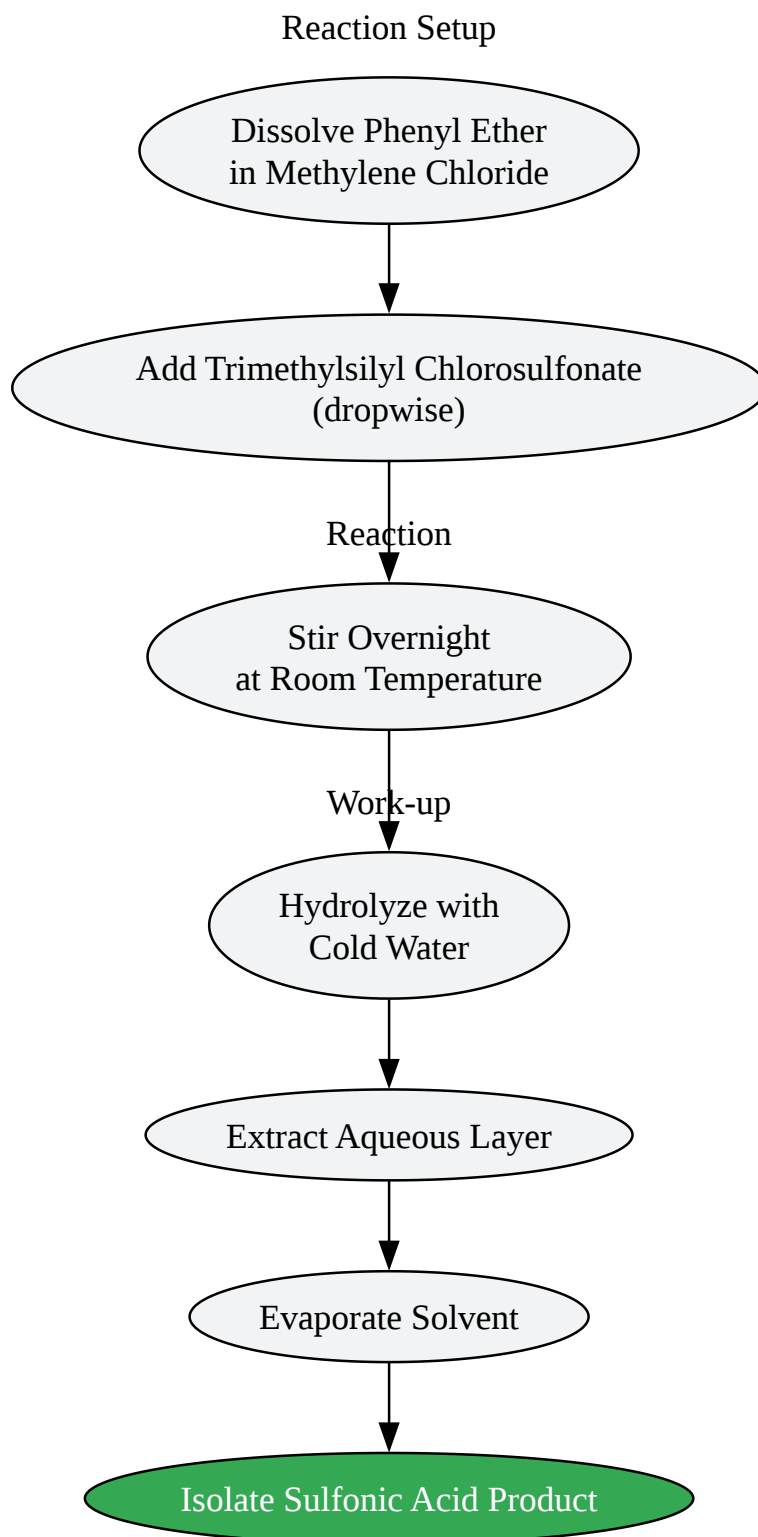 Reaction Setup
Dissolve Phenyl Ether
in Methylene Chloride
Add Trimethylsilyl Chlorosulfonate
(dropwise)
Reaction
Stir Overnight
at Room Temperature
Work-up
Hydrolyze with
Cold Water
Extract Aqueous Layer
Evaporate Solvent
Isolate Sulfonic Acid Product